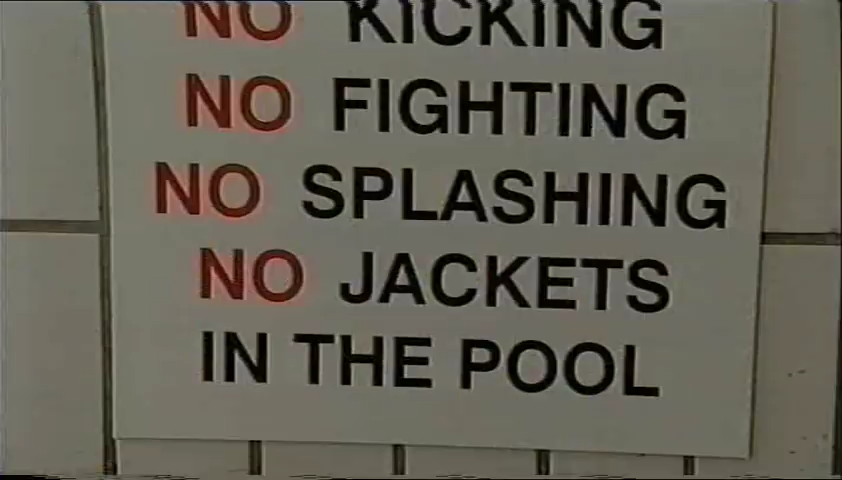 NO KICKING
NO FIGHTING
NO SPLASHING
NO JACKETS
IN THE POOL